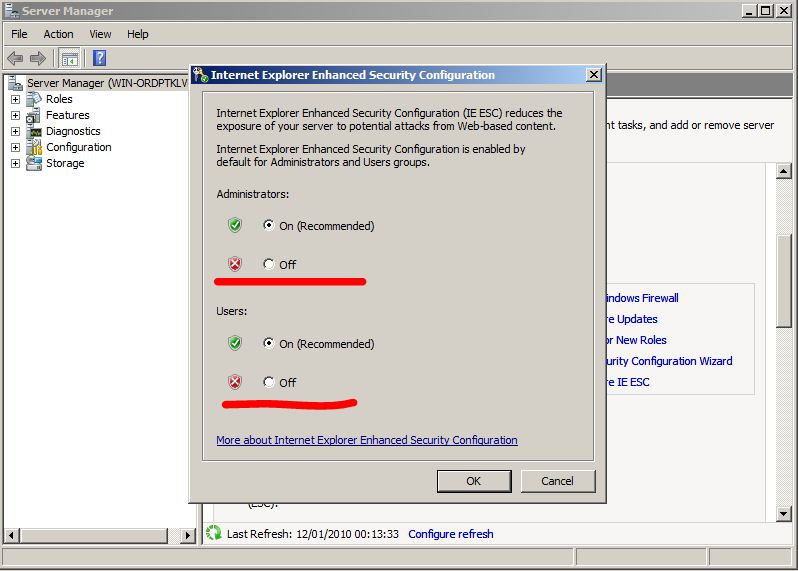 Server Manager
File Action View Help
Server Manager (WIN-ORDPTKLW
Roles
Features
Diagnostics
Configuration
Storage
Internet Explorer Enhanced Security Configuration
Internet Explorer Enhanced Security Configuration (IE ESC) reduces the
exposure of your server to potential attacks from Web-based content.
Internet Explorer Enhanced Security Configuration is enabled by
default for Administrators and Users groups.
Administrators:
On (Recommended)
Off
Users:
On (Recommended)
Off
More about Internet Explorer Enhanced Security Configuration
OK Cancel
nt tasks, and add or remove server
indows Firewall
re Updates
or New Roles
urity Configuration Wizard
re IE ESC
(ESC):
Last Refresh: 12/01/2010 00:13:33 Configure refresh